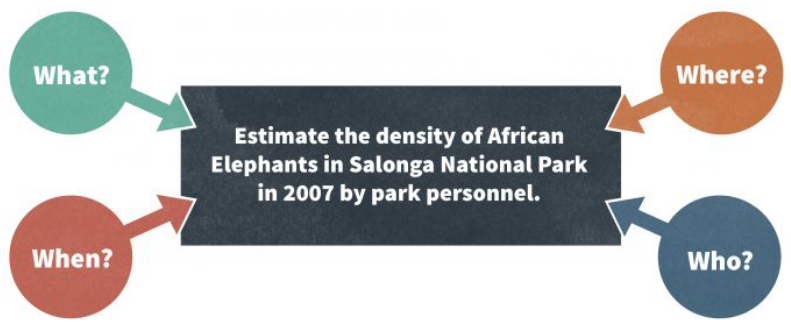 What?
Where?
Estimate the density of African
Elephants in Salonga National Park
in 2007 by park personnel.
When?
Who?